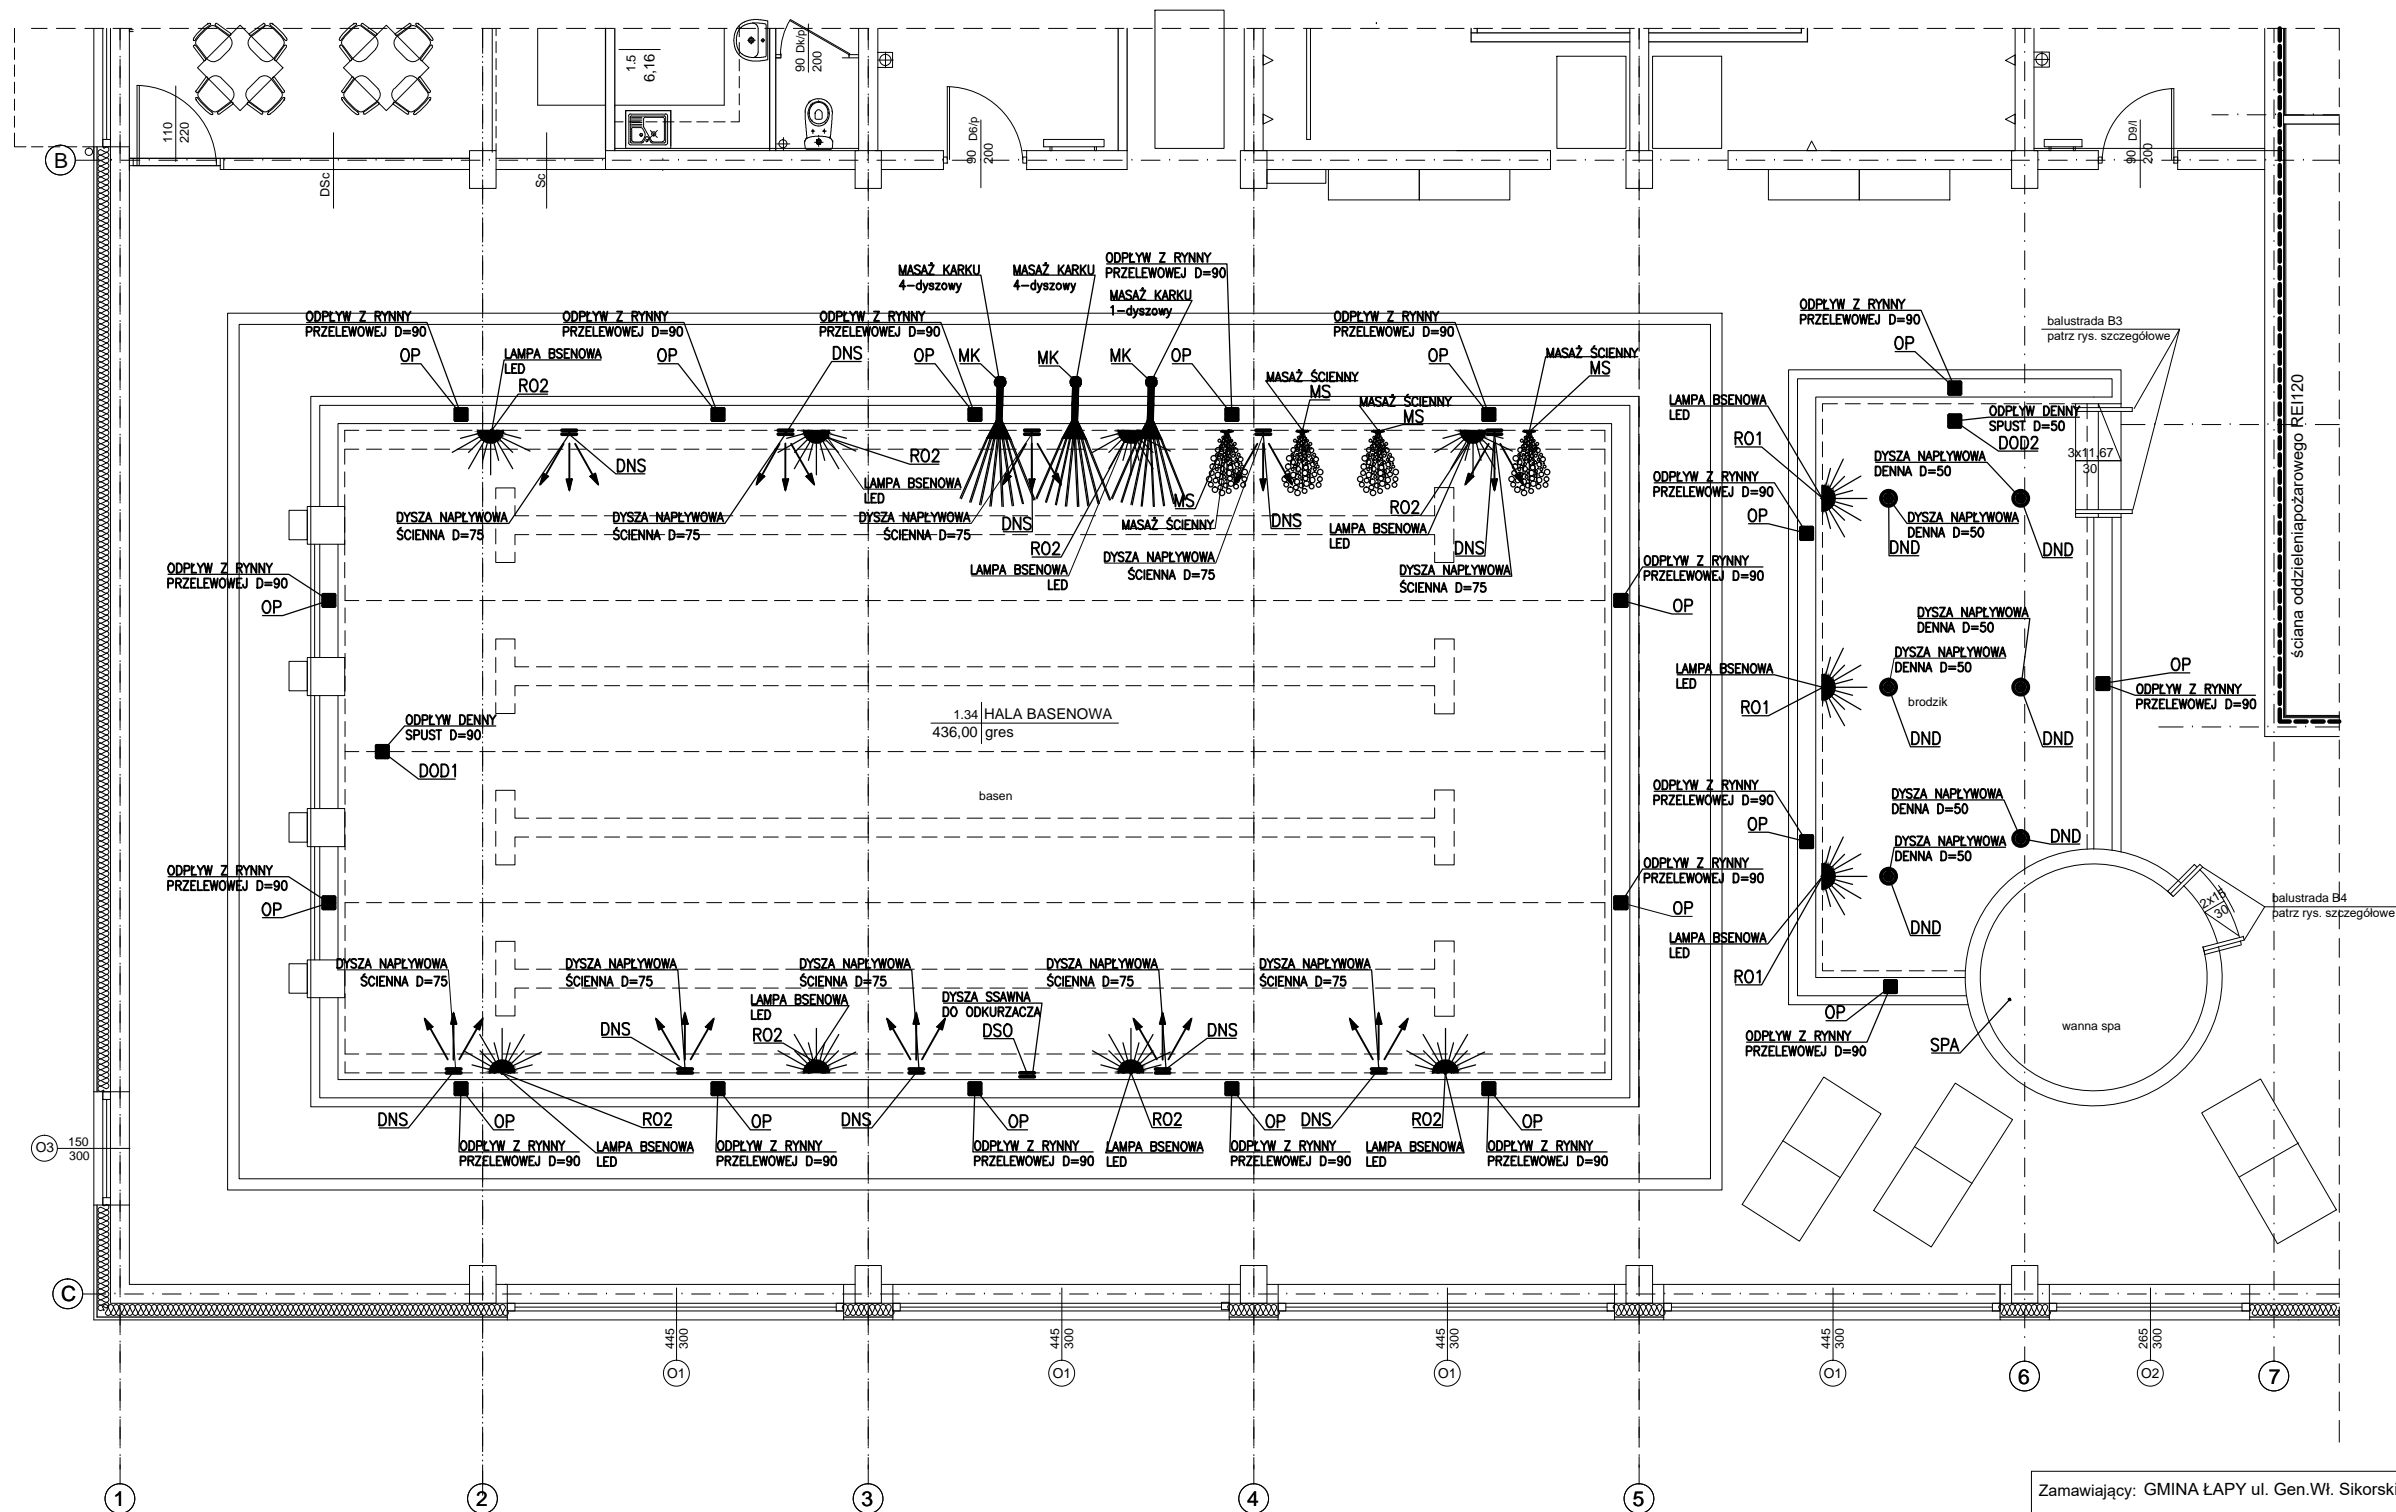 1.5
6,16
90 Dk/p
200
110
220
90 D6/p
200
90 D9/l
200
B
DSc
Sc
MASAŻ KARKU
4-dyszowy
MASAŻ KARKU
4-dyszowy
ODPŁYW Z RYNNY
PRZELEWOWEJ D=90
MASAŻ KARKU
1-dyszowy
ODPŁYW Z RYNNY
PRZELEWOWEJ D=90
OP
ODPŁYW Z RYNNY
PRZELEWOWEJ D=90
OP
ODPŁYW Z RYNNY
PRZELEWOWEJ D=90
OP
ODPŁYW Z RYNNY
PRZELEWOWEJ D=90
OP
ODPŁYW Z RYNNY
PRZELEWOWEJ D=90
OP
balustrada B3
patrz rys. szczegółowe
LAMPA BSENOWA
LED
RO2
DNS
MK
MK
MK
OP
MASAŻ ŚCIENNY
MS
MASAŻ ŚCIENNY
MS
MASAŻ ŚCIENNY
MS
ściana oddzieleniapożarowego REI120
LAMPA BSENOWA
LED
RO1
ODPŁYW DENNY
SPUST D=50
DOD2
3x11,67
30
DNS
RO2
LAMPA BSENOWA
LED
DYSZA NAPŁYWOWA
ŚCIENNA D=75
DYSZA NAPŁYWOWA
ŚCIENNA D=75
DYSZA NAPŁYWOWA
ŚCIENNA D=75
DNS
MS
MASAŻ ŚCIENNY
DNS
RO2
LAMPA BSENOWA
LED
DNS
RO2
LAMPA BSENOWA
LED
DYSZA NAPŁYWOWA
ŚCIENNA D=75
DYSZA NAPŁYWOWA
ŚCIENNA D=75
ODPŁYW Z RYNNY
PRZELEWOWEJ D=90
OP
DYSZA NAPŁYWOWA
DENNA D=50
DYSZA NAPŁYWOWA
DENNA D=50
DND
DND
ODPŁYW Z RYNNY
PRZELEWOWEJ D=90
OP
ODPŁYW Z RYNNY
PRZELEWOWEJ D=90
OP
DYSZA NAPŁYWOWA
DENNA D=50
DYSZA NAPŁYWOWA
DENNA D=50
LAMPA BSENOWA
LED
RO1
brodzik
DND
DND
OP
ODPŁYW Z RYNNY
PRZELEWOWEJ D=90
ODPŁYW DENNY
SPUST D=90
DOD1
1.34 HALA BASENOWA
436,00 gres
basen
ODPŁYW Z RYNNY
PRZELEWOWEJ D=90
OP
DYSZA NAPŁYWOWA
DENNA D=50
DND
DYSZA NAPŁYWOWA
DENNA D=50
DND
ODPŁYW Z RYNNY
PRZELEWOWEJ D=90
OP
ODPŁYW Z RYNNY
PRZELEWOWEJ D=90
OP
2x15
30
balustrada B4
patrz rys. szczegółowe
LAMPA BSENOWA
LED
RO1
DYSZA NAPŁYWOWA
ŚCIENNA D=75
DYSZA NAPŁYWOWA
ŚCIENNA D=75
DYSZA NAPŁYWOWA
ŚCIENNA D=75
DYSZA NAPŁYWOWA
ŚCIENNA D=75
DYSZA NAPŁYWOWA
ŚCIENNA D=75
LAMPA BSENOWA
LED
RO2
DYSZA SSAWNA
DO ODKURZACZA
DSO
DNS
DNS
OP
ODPŁYW Z RYNNY
PRZELEWOWEJ D=90
SPA
wanna spa
DNS
OP
RO2
OP
DNS
OP
RO2
OP
DNS
RO2
OP
ODPŁYW Z RYNNY
PRZELEWOWEJ D=90
LAMPA BSENOWA
LED
ODPŁYW Z RYNNY
PRZELEWOWEJ D=90
ODPŁYW Z RYNNY
PRZELEWOWEJ D=90
LAMPA BSENOWA
LED
ODPŁYW Z RYNNY
PRZELEWOWEJ D=90
LAMPA BSENOWA
LED
ODPŁYW Z RYNNY
PRZELEWOWEJ D=90
O3
150
300
C
445
300
O1
445
300
O1
445
300
O1
445
300
O1
6
265
300
O2
7
1
2
3
4
5
Zamawiający: GMINA ŁAPY ul. Gen.Wł. Sikorski